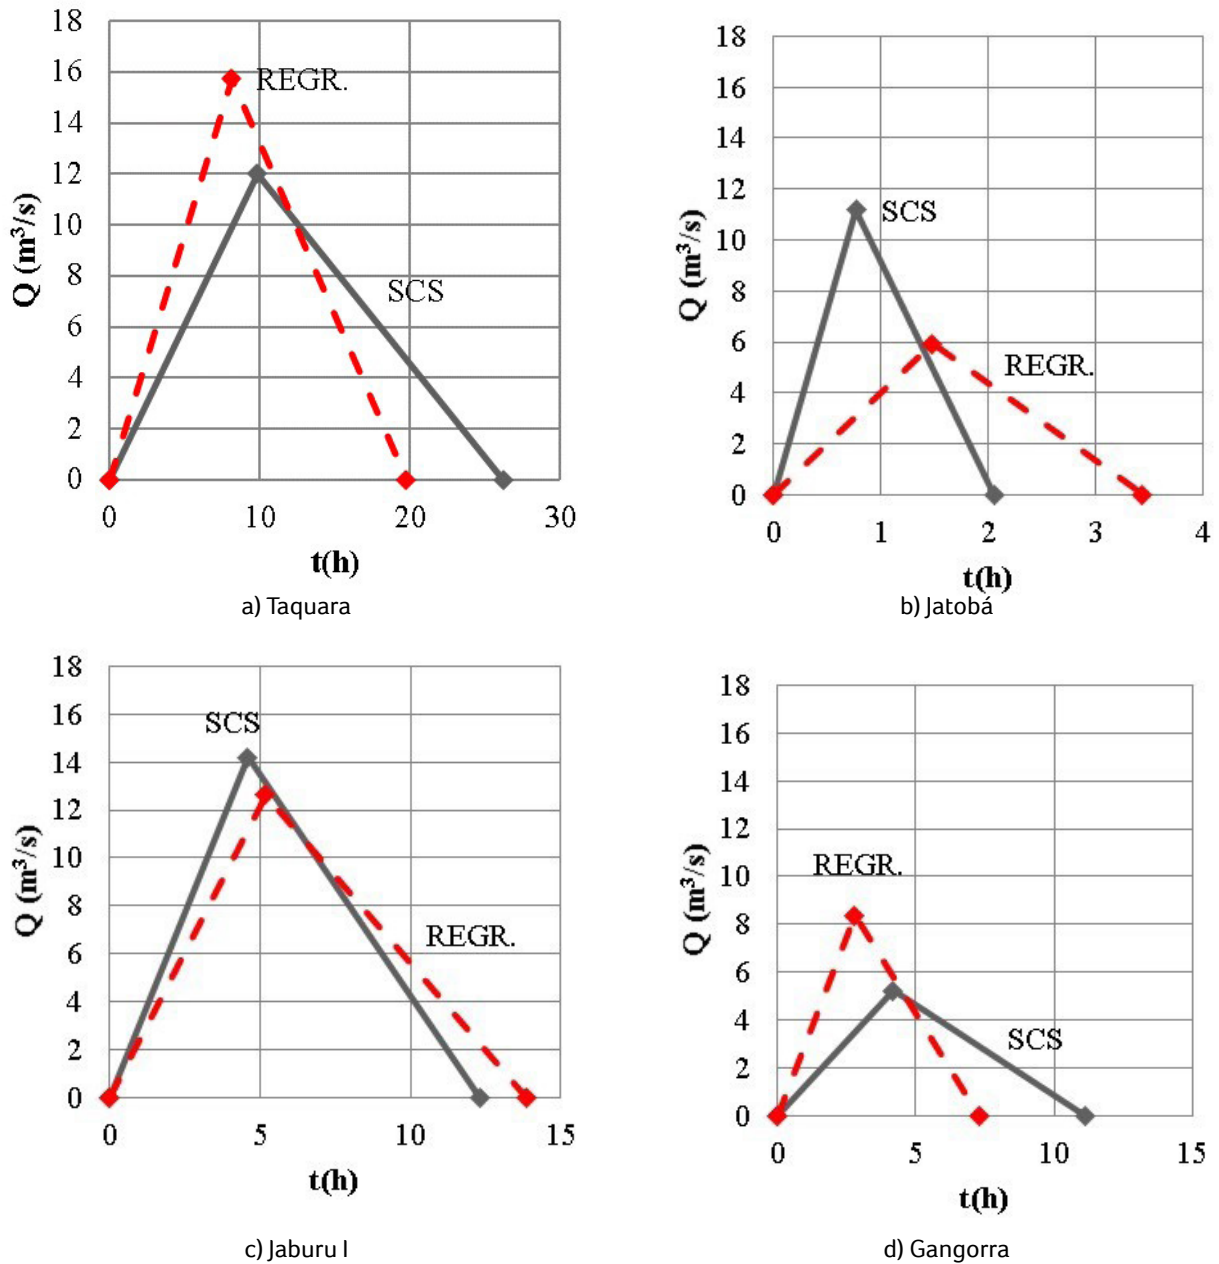 18
16
14
12
10
8
6
4
2
0
Q (m³/s)
REGR.
SCS
0 10 20 30
t(h)
a) Taquara
18
16
14
12
10
8
6
4
2
0
Q (m³/s)
SCS
REGR.
0 1 2 3 4
t(h)
b) Jatobá
18
16
14
12
10
8
6
4
2
0
Q (m³/s)
SCS
REGR.
0 5 10 15
t(h)
c) Jaburu I
18
16
14
12
10
8
6
4
2
0
Q (m³/s)
REGR.
SCS
0 5 10 15
t(h)
d) Gangorra